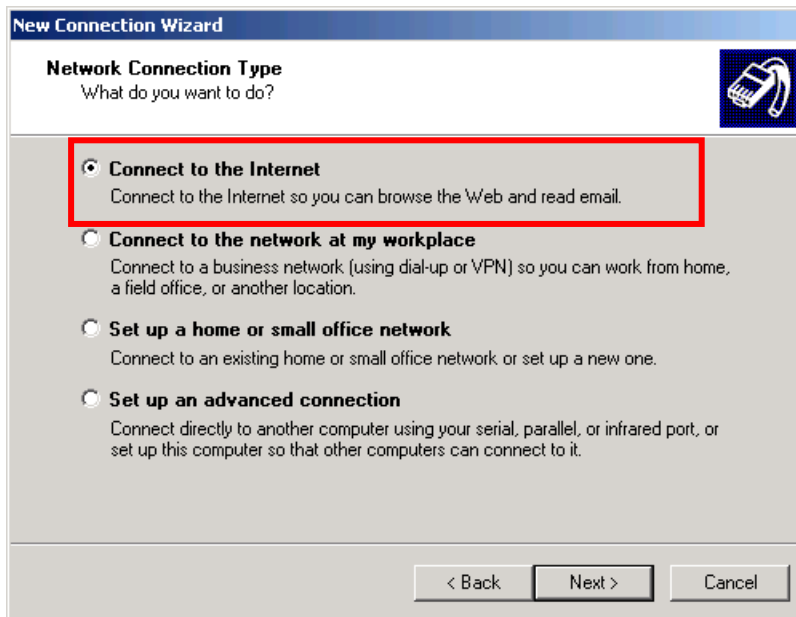 New Connection Wizard
Network Connection Type
What do you want to do?
Connect to the Internet
Connect to the Internet so you can browse the Web and read email.
Connect to the network at my workplace
Connect to a business network (using dial-up or VPN) so you can work from home,
a field office, or another location.
Set up a home or small office network
Connect to an existing home or small office network or set up a new one.
Set up an advanced connection
Connect directly to another computer using your serial, parallel, or infrared port, or
set up this computer so that other computers can connect to it.
< Back Next > Cancel